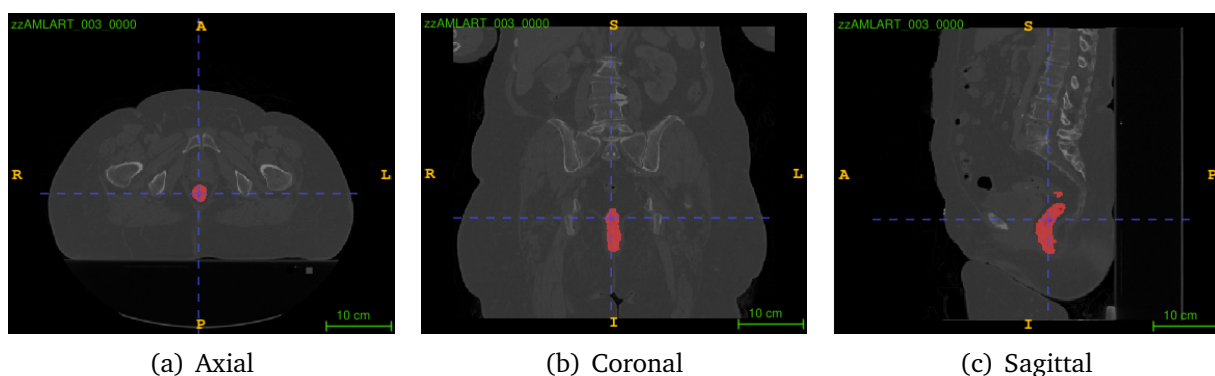 zzAMLART_003_0000
A
R
L
P
10 cm
zzAMLART_003_0000
S
R
L
I
10 cm
zzAMLART_003_0000
S
A
P
I
10 cm
(a) Axial
(b) Coronal
(c) Sagittal